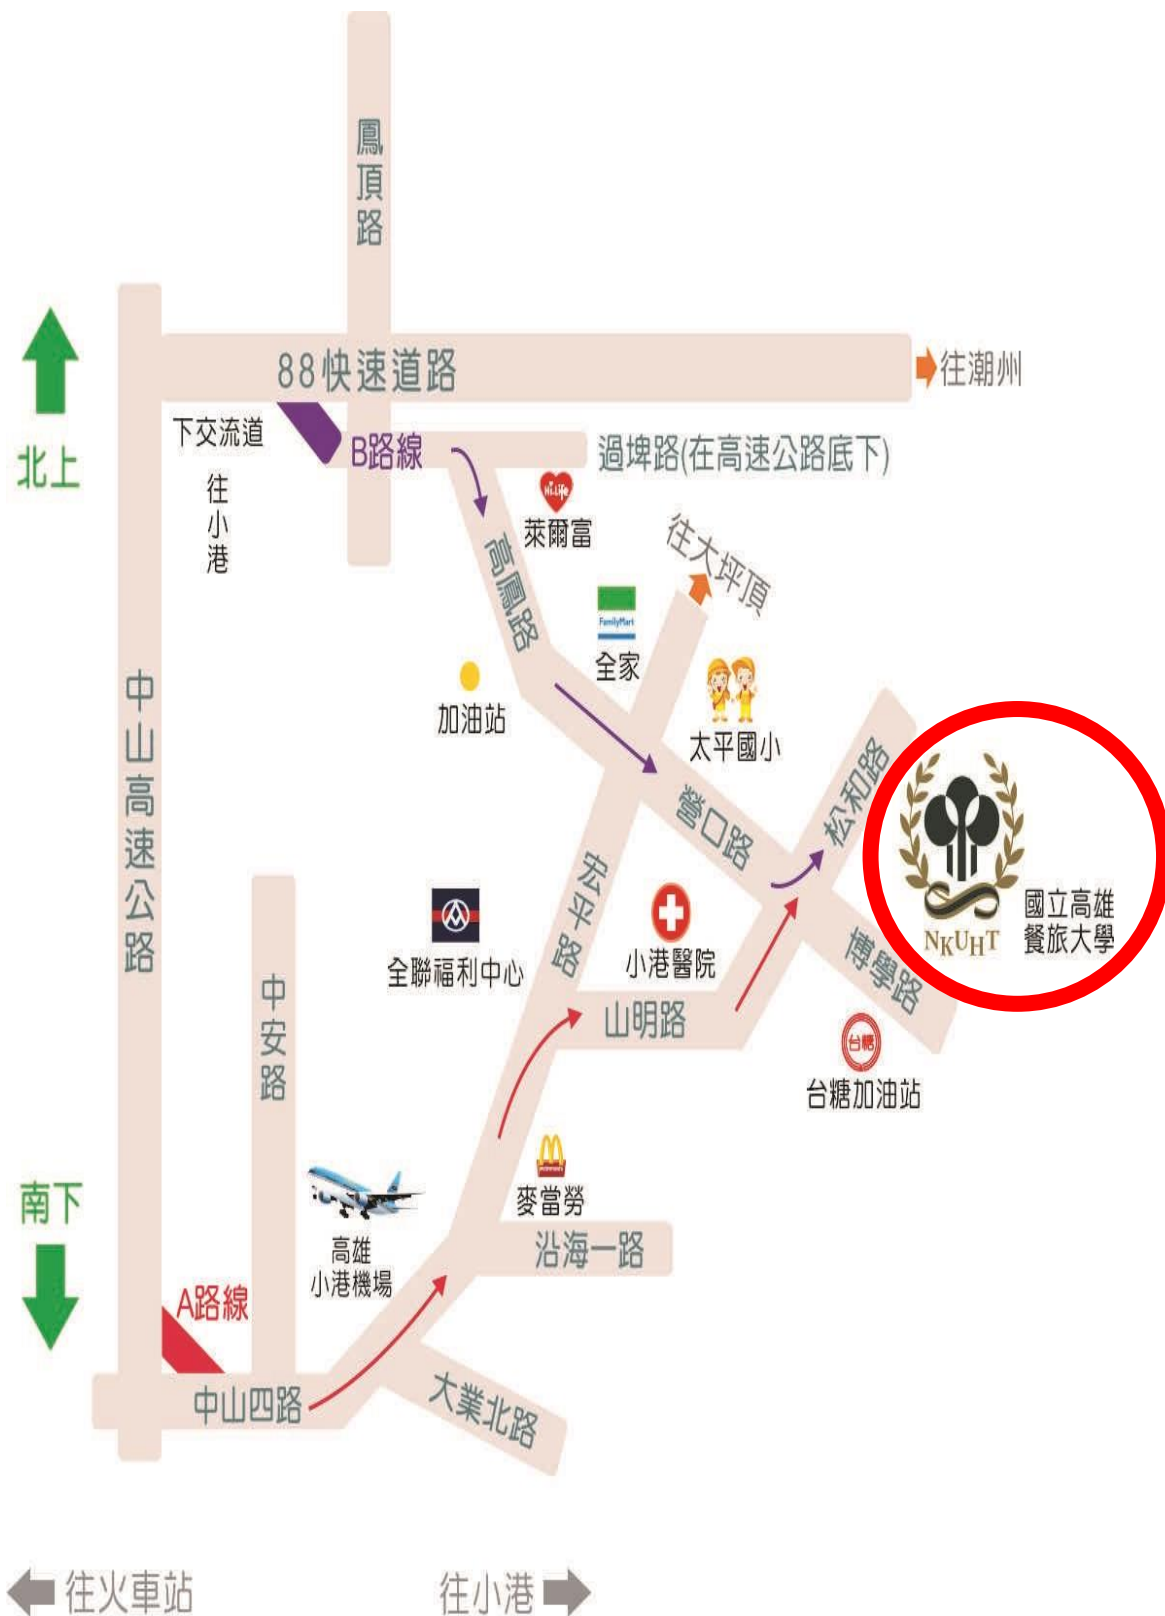 鳳頂路
88快速道路
往潮州
下交流道
往小港
北上
B路線
過埤路(在高速公路底下)
Hi-Life
萊爾富
往大坪頂
高鳳路
FamilyMart
全家
加油站
太平國小
中山高速公路
松和路
營口路
宏平路
NKUHT
國立高雄
餐旅大學
全聯福利中心
小港醫院
博學路
中安路
山明路
台糖
台糖加油站
麥當勞
南下
高雄
小港機場
沿海一路
A路線
中山四路
大業北路
往火車站
往小港